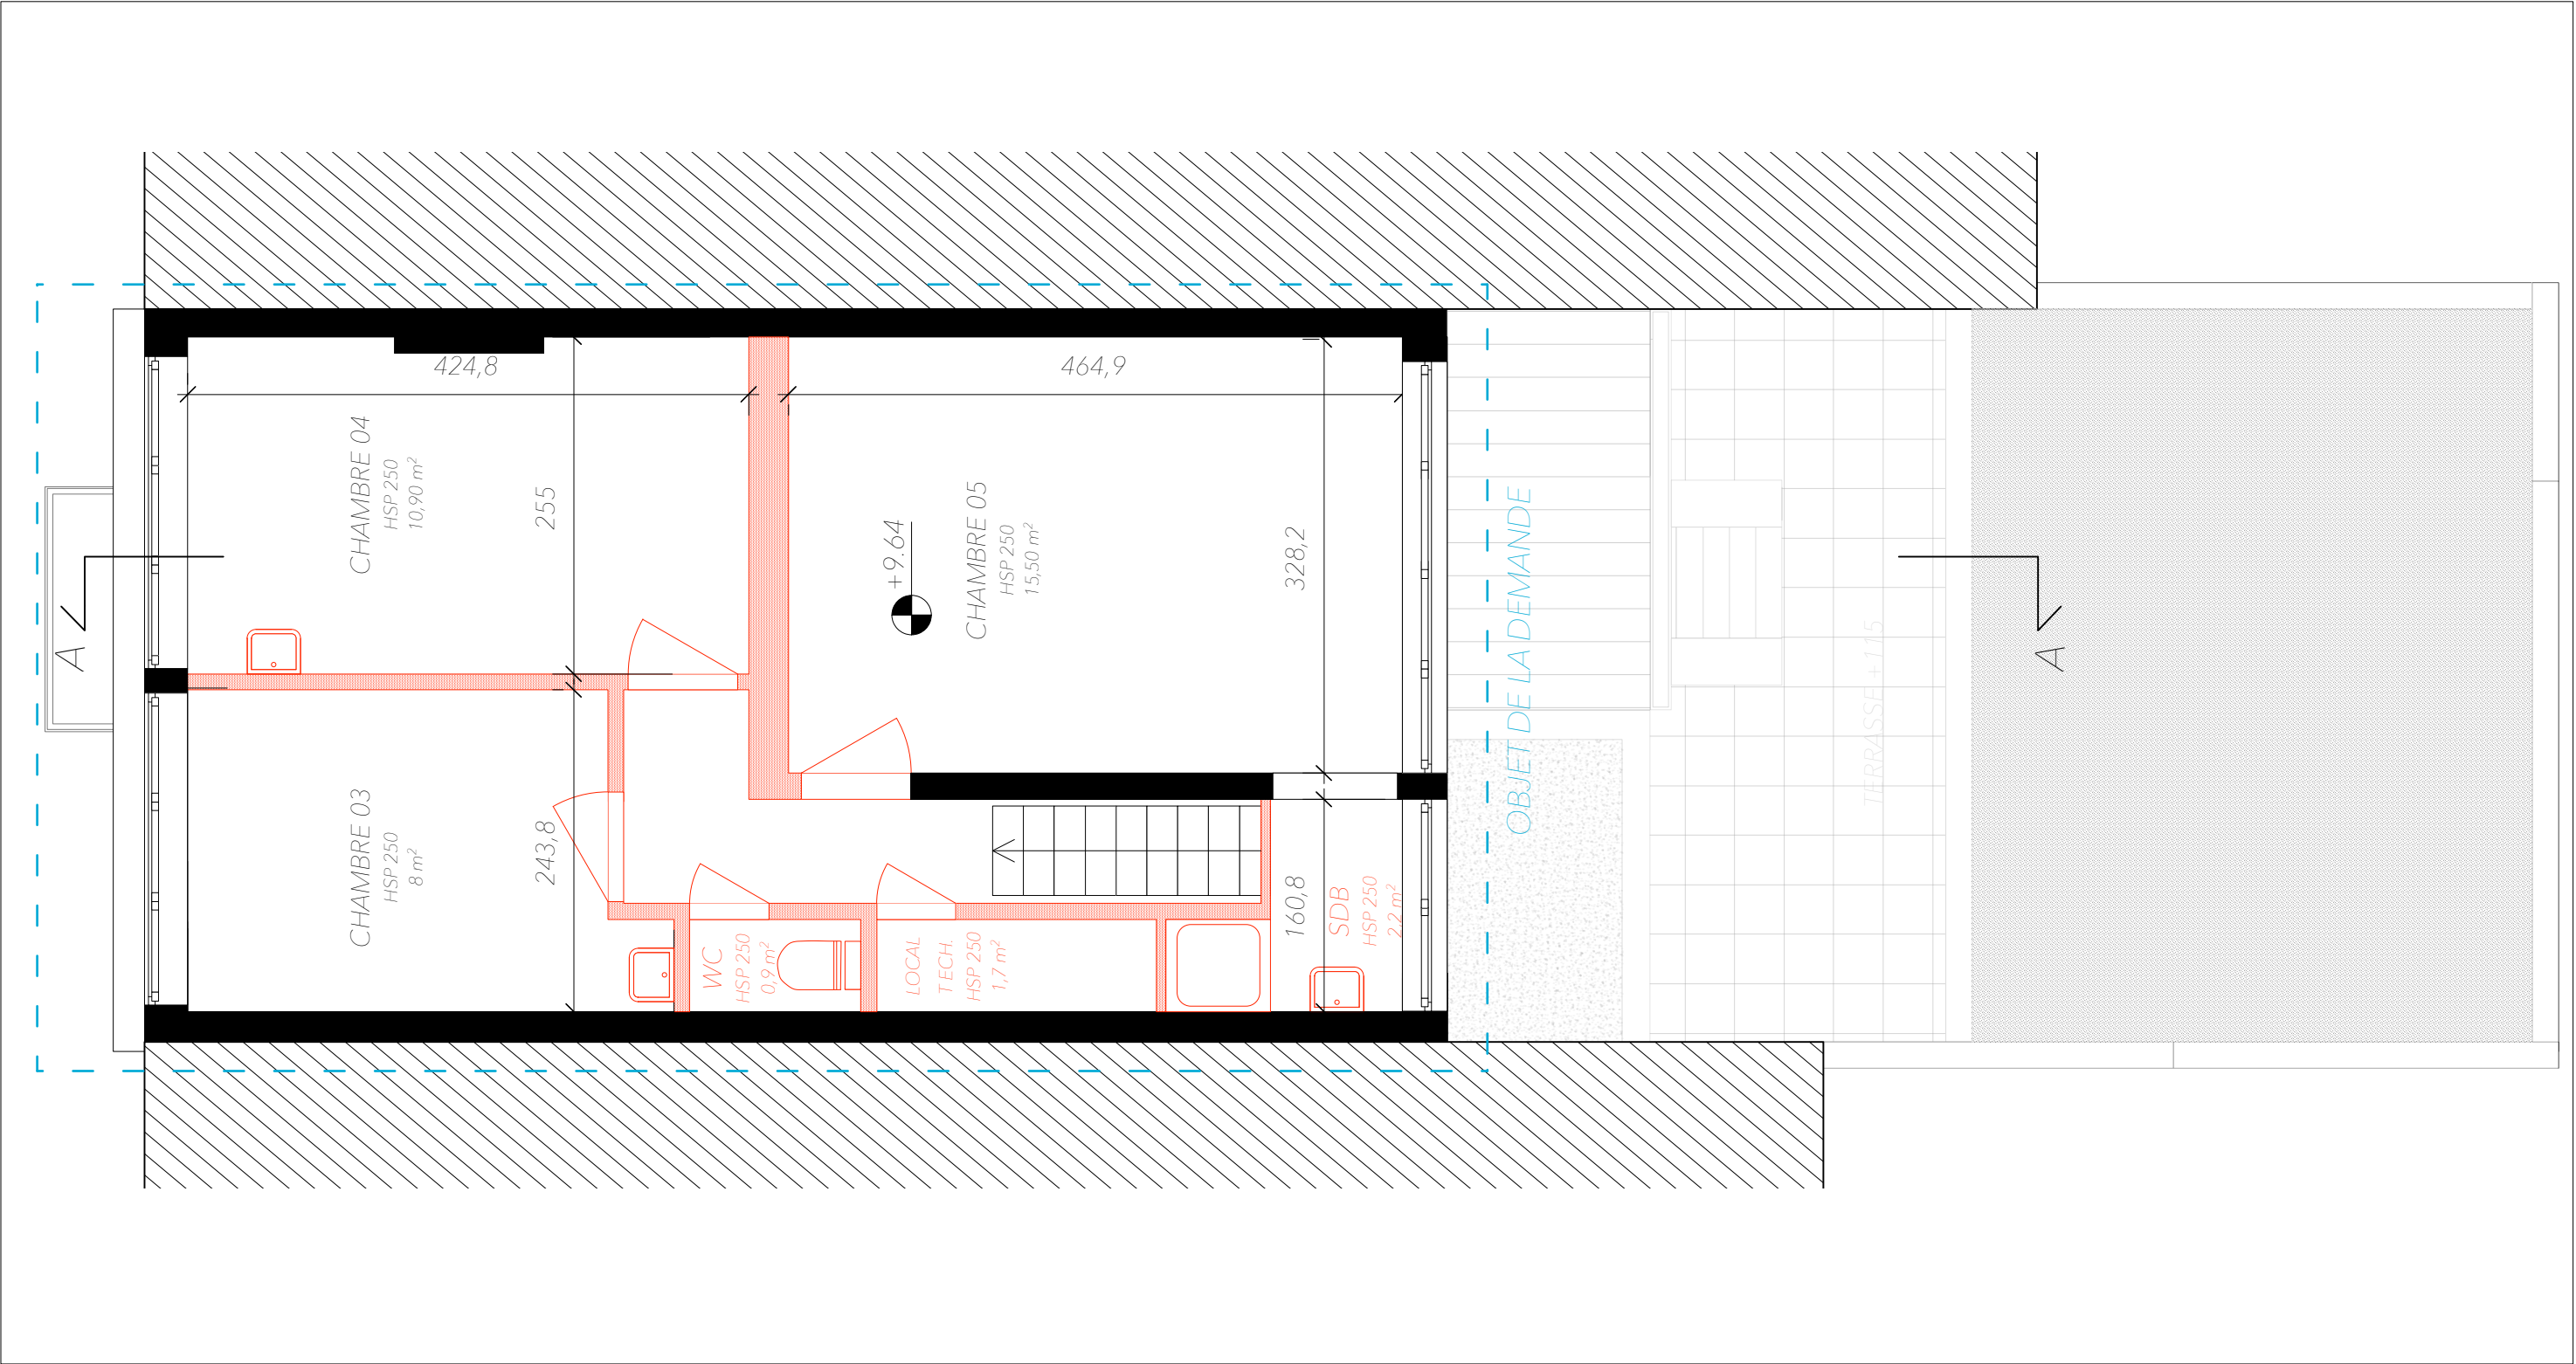 424,8
464,9
CHAMBRE 04
HSP 250
10,90 m²
255
+9.64
CHAMBRE 05
HSP 250
15,50 m²
328,2
OBJET DE LA DEMANDE
TERRASSE +115
A
A
CHAMBRE 03
HSP 250
8 m²
243,8
WC
HSP 250
0,9 m²
LOCAL
TECH.
HSP 250
1,7 m²
160,8
SDB
HSP 250
2,2 m²